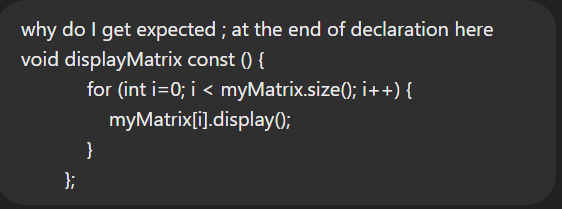 why do I get expected ; at the end of declaration here
void displayMatrix const () {
for (int i=0; i < myMatrix.size(); i++) {
myMatrix[i].display();
}
};